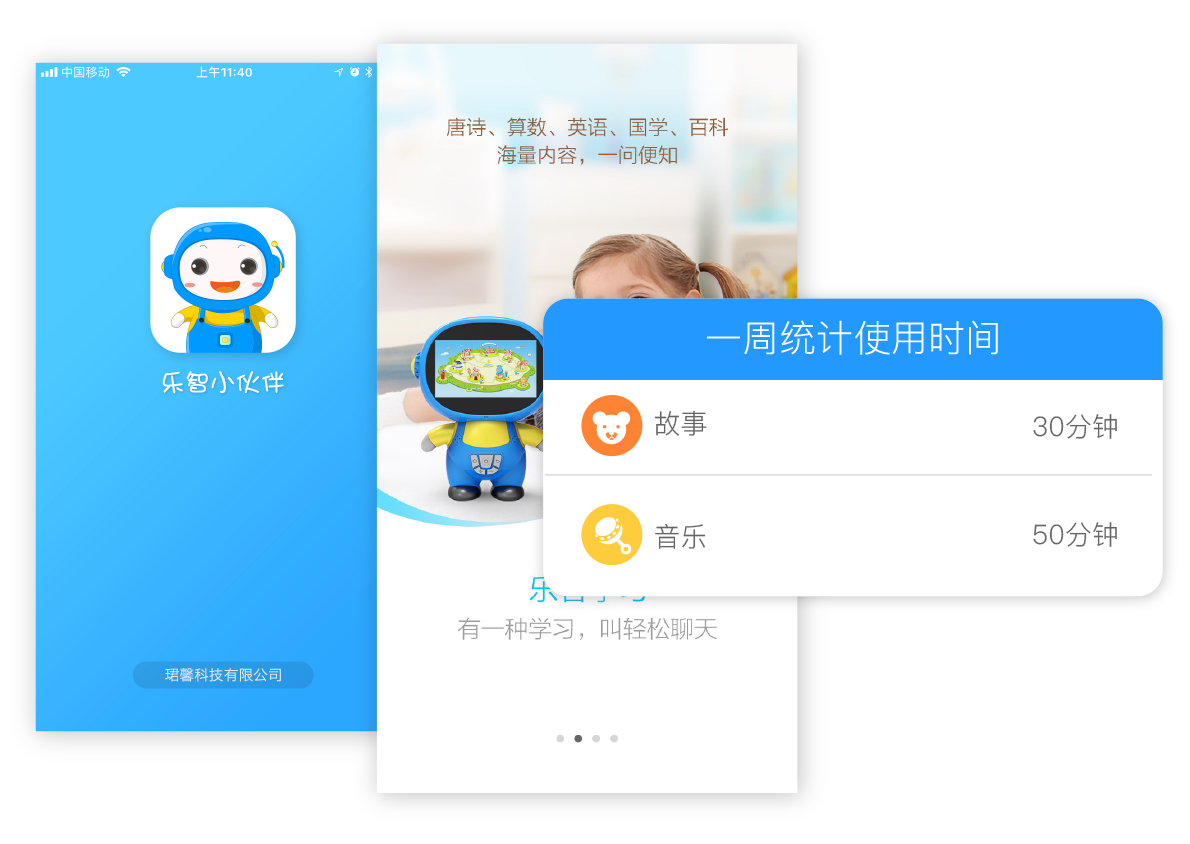 中国移动
上午11:40
乐智小伙伴
珺馨科技有限公司
唐诗、算数、英语、国学、百科
海量内容，一问便知
有一种学习，叫轻松聊天
一周统计使用时间
故事
30分钟
音乐
50分钟